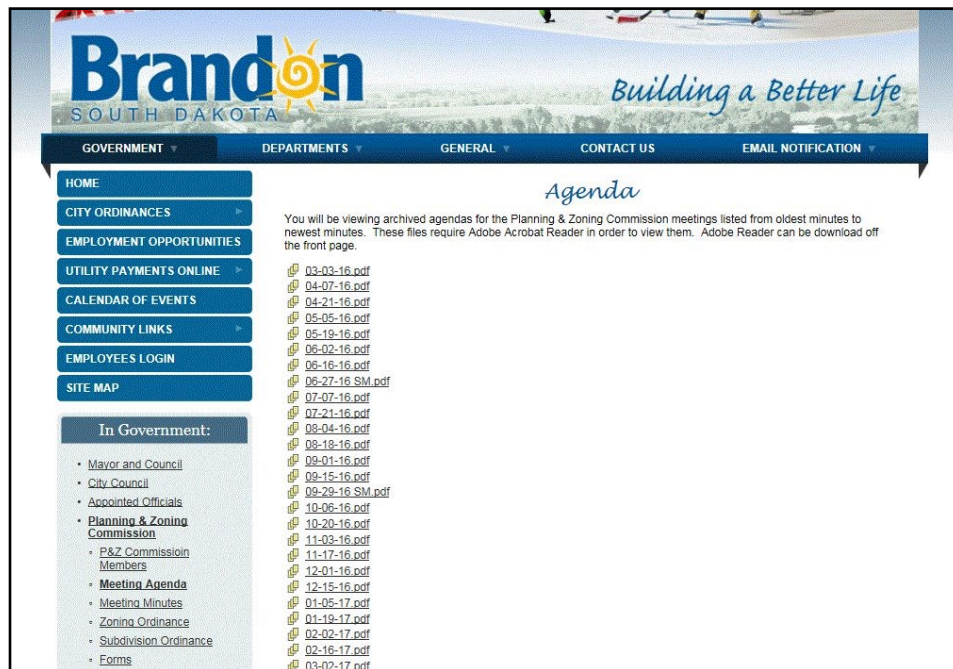 Brandon
SOUTH DAKOTA
Building a Better Life
GOVERNMENT
DEPARTMENTS
GENERAL
CONTACT US
EMAIL NOTIFICATION
HOME
CITY ORDINANCES
EMPLOYMENT OPPORTUNITIES
UTILITY PAYMENTS ONLINE
CALENDAR OF EVENTS
COMMUNITY LINKS
EMPLOYEES LOGIN
SITE MAP
In Government:
Mayor and Council
City Council
Appointed Officials
Planning & Zoning
Commission
P&Z Commissioin
Members
Meeting Agenda
Meeting Minutes
Zoning Ordinance
Subdivision Ordinance
Forms
Agenda
You will be viewing archived agendas for the Planning & Zoning Commission meetings listed from oldest minutes to
newest minutes. These files require Adobe Acrobat Reader in order to view them. Adobe Reader can be download off
the front page.
03-03-16.pdf
04-07-16.pdf
04-21-16.pdf
05-05-16.pdf
05-19-16.pdf
06-02-16.pdf
06-16-16.pdf
06-27-16 SM.pdf
07-07-16.pdf
07-21-16.pdf
08-04-16.pdf
08-18-16.pdf
09-01-16.pdf
09-15-16.pdf
09-29-16 SM.pdf
10-06-16.pdf
10-20-16.pdf
11-03-16.pdf
11-17-16.pdf
12-01-16.pdf
12-15-16.pdf
01-05-17.pdf
01-19-17.pdf
02-02-17.pdf
02-16-17.pdf
03-02-17.pdf